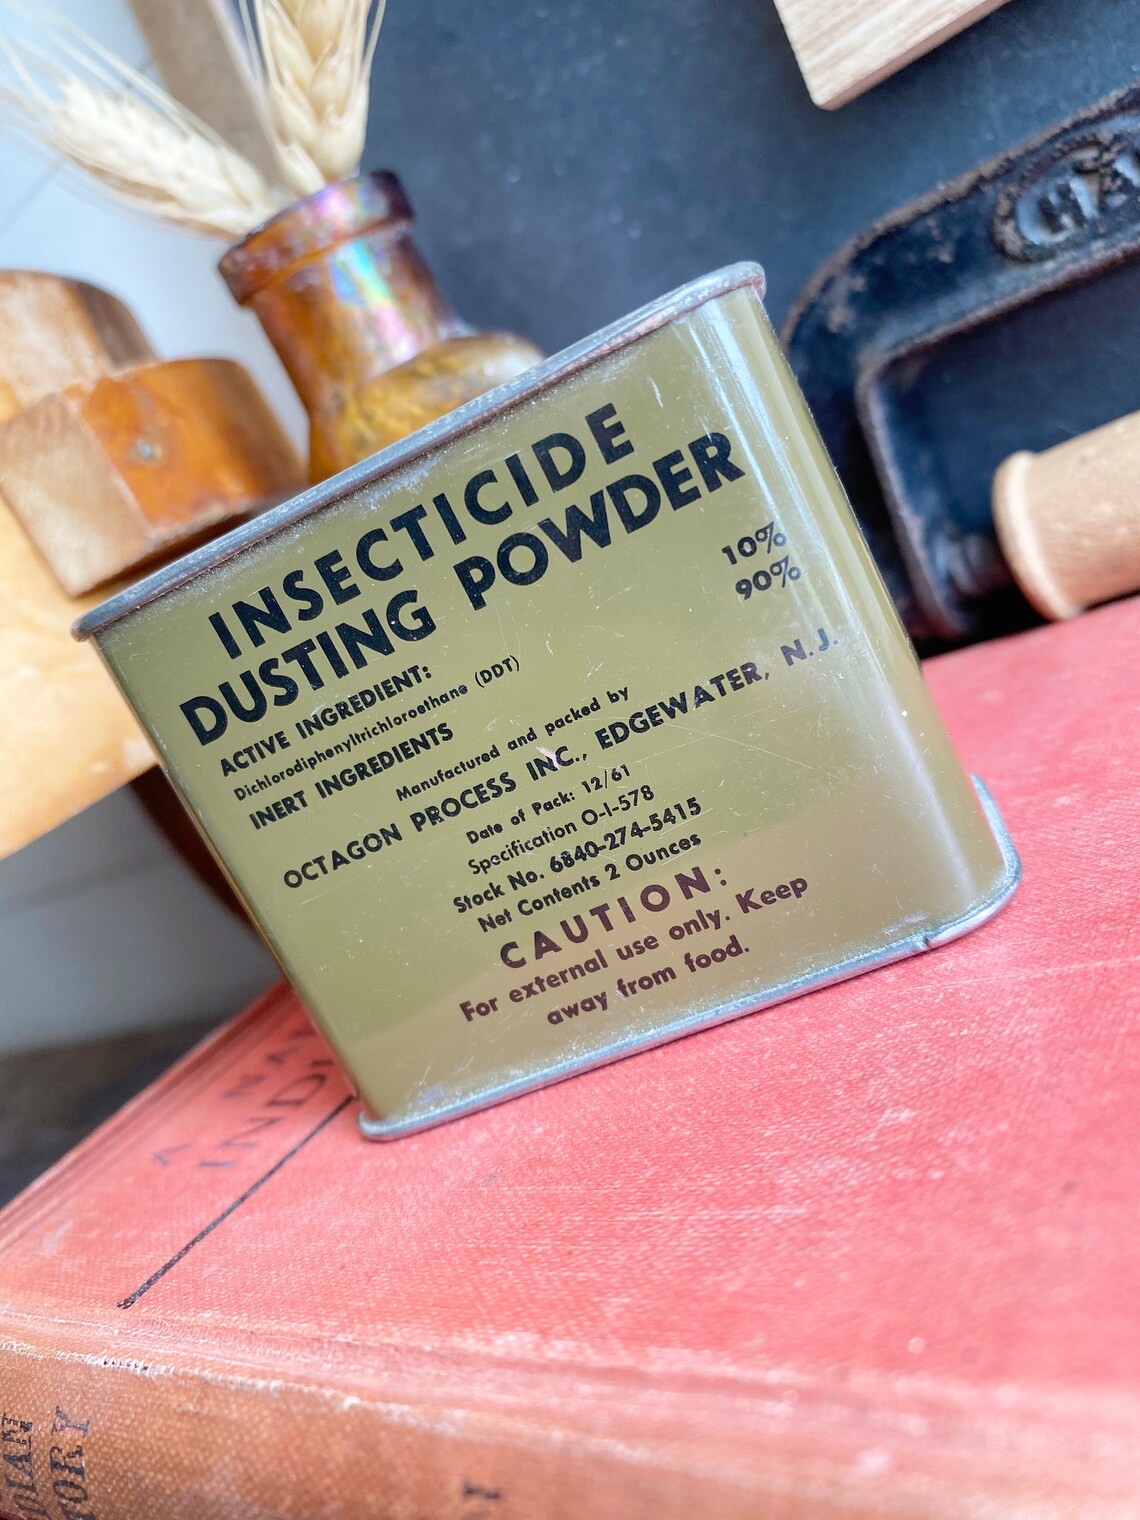 INSECTICIDE
DUSTING POWDER
ACTIVE INGREDIENT:
Dichlorodiphenyltrichloroethane (DDT) 10%
INERT INGREDIENTS 90%
Manufactured and packed by
OCTAGON PROCESS INC., EDGEWATER, N. J.
Date of Pack: 12/61
Specification O-I-578
Stock No. 6840-274-5415
Net Contents 2 Ounces
CAUTION:
For external use only. Keep
away from food.